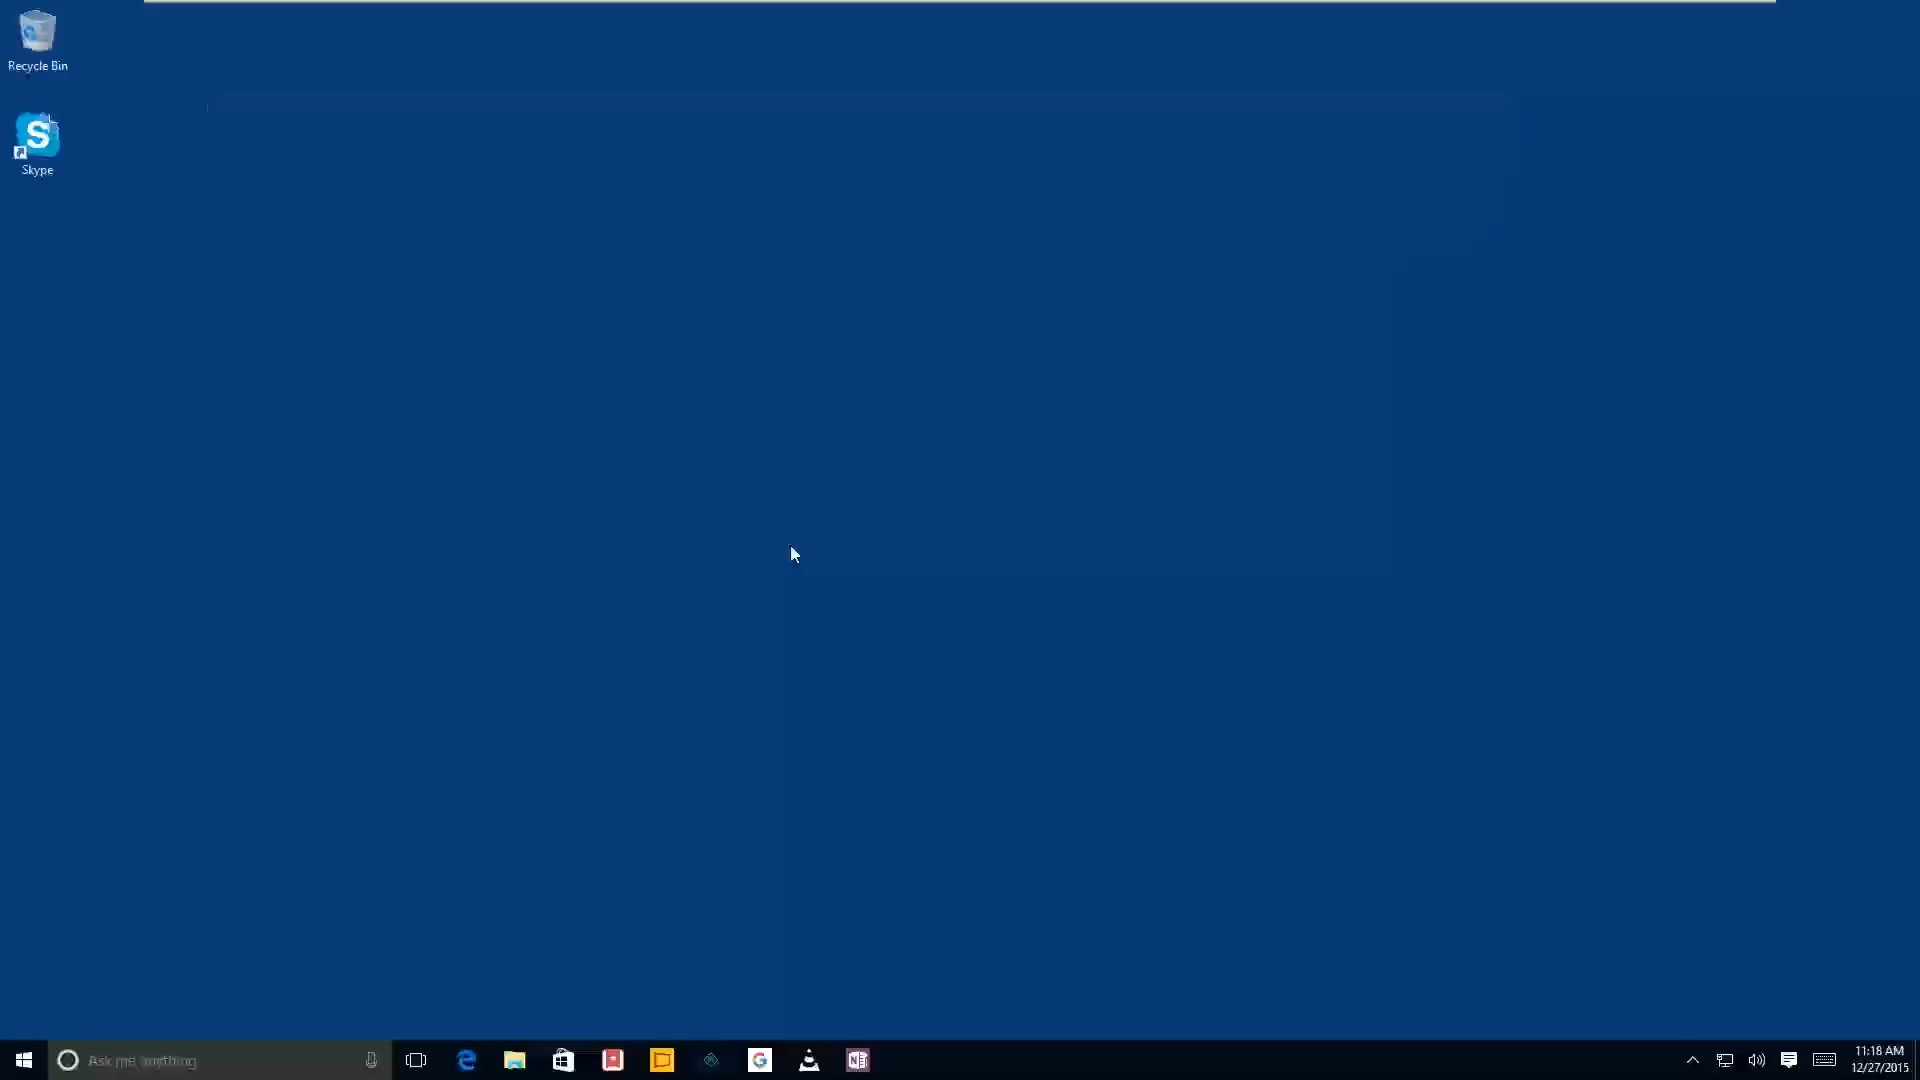 Recycle Bin
S
Skype
Ask me anything
e
G
N
11:18 AM
12/27/2015